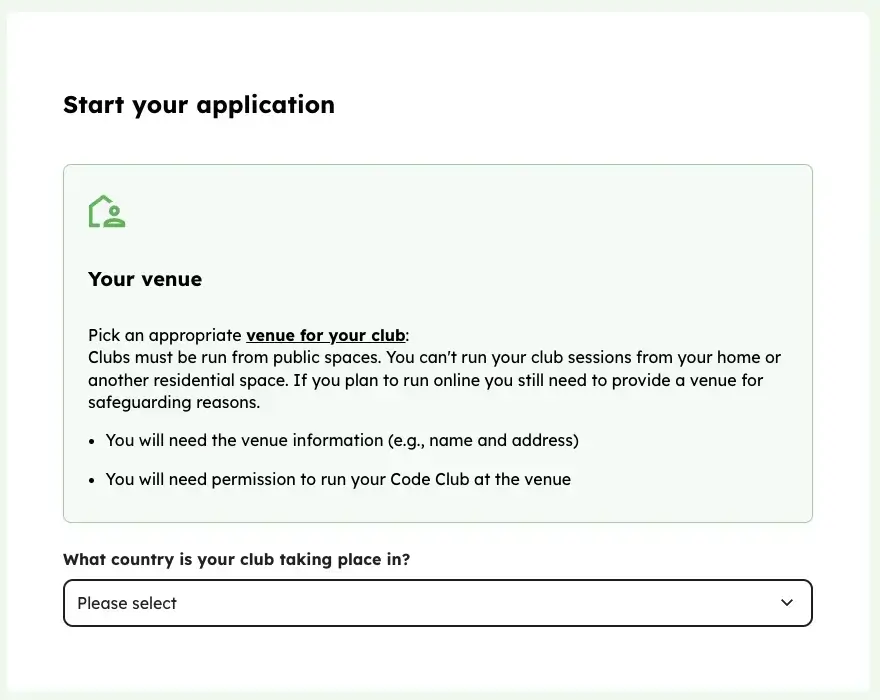 Start your application
Your venue
Pick an appropriate venue for your club:
Clubs must be run from public spaces. You can't run your club sessions from your home or
another residential space. If you plan to run online you still need to provide a venue for
safeguarding reasons.
• You will need the venue information (e.g., name and address)
• You will need permission to run your Code Club at the venue
What country is your club taking place in?
Please select